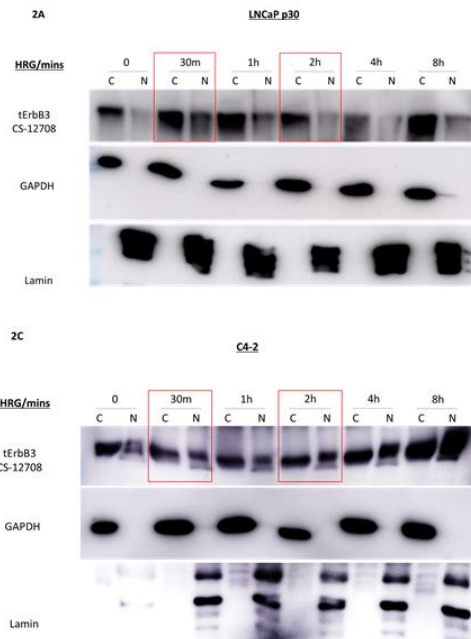 2A
LNCaP p30
HRG/mins
0 30m 1h 2h 4h 8h
C N C N C N C N C N C N
tErbB3
CS-12708
GAPDH
Lamin
2C
C4-2
HRG/mins
0 30m 1h 2h 4h 8h
C N C N C N C N C N C N
tErbB3
CS-12708
GAPDH
Lamin